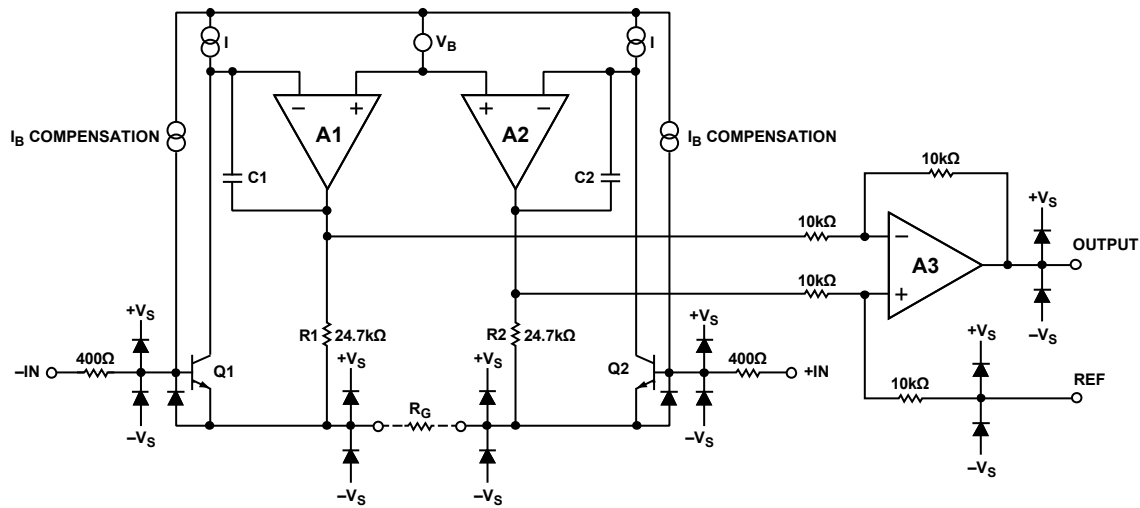 I
V_B
I
I_B COMPENSATION
− +
A1
+ −
A2
I_B COMPENSATION
C1
C2
10kΩ
10kΩ
+V_S
−
A3
OUTPUT
10kΩ
+
−V_S
+V_S
R1 24.7kΩ
R2 24.7kΩ
+V_S
+V_S
400Ω
–IN
Q1
+V_S
+V_S
Q2
400Ω
+IN
10kΩ
REF
–V_S
R_G
–V_S
–V_S
–V_S
–V_S